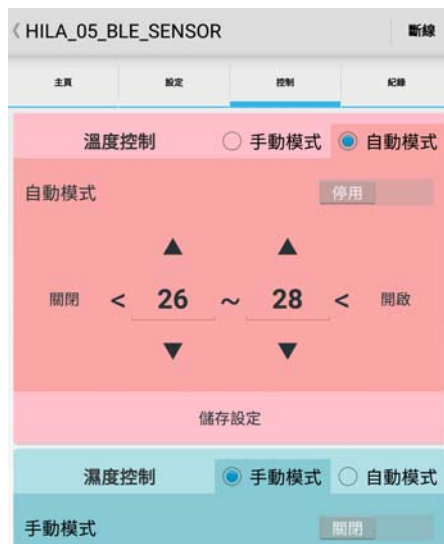 HILA_05_BLE_SENSOR 斷線
主頁 設定 控制 紀錄
溫度控制 手動模式 自動模式
自動模式 停用
關閉 < 26 ~ 28 < 開啟
儲存設定
濕度控制 手動模式 自動模式
手動模式 關閉